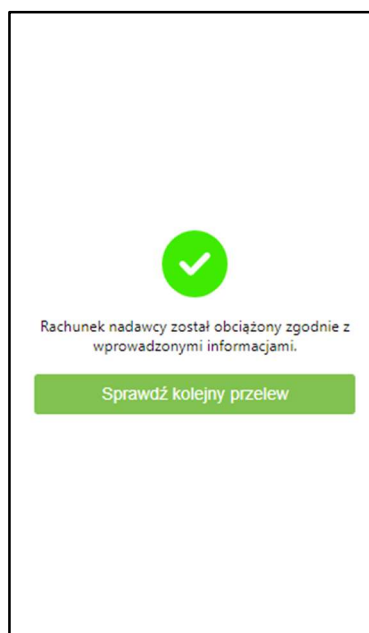 Rachunek nadawcy został obciążony zgodnie z
wprowadzonymi informacjami.
Sprawdź kolejny przelew